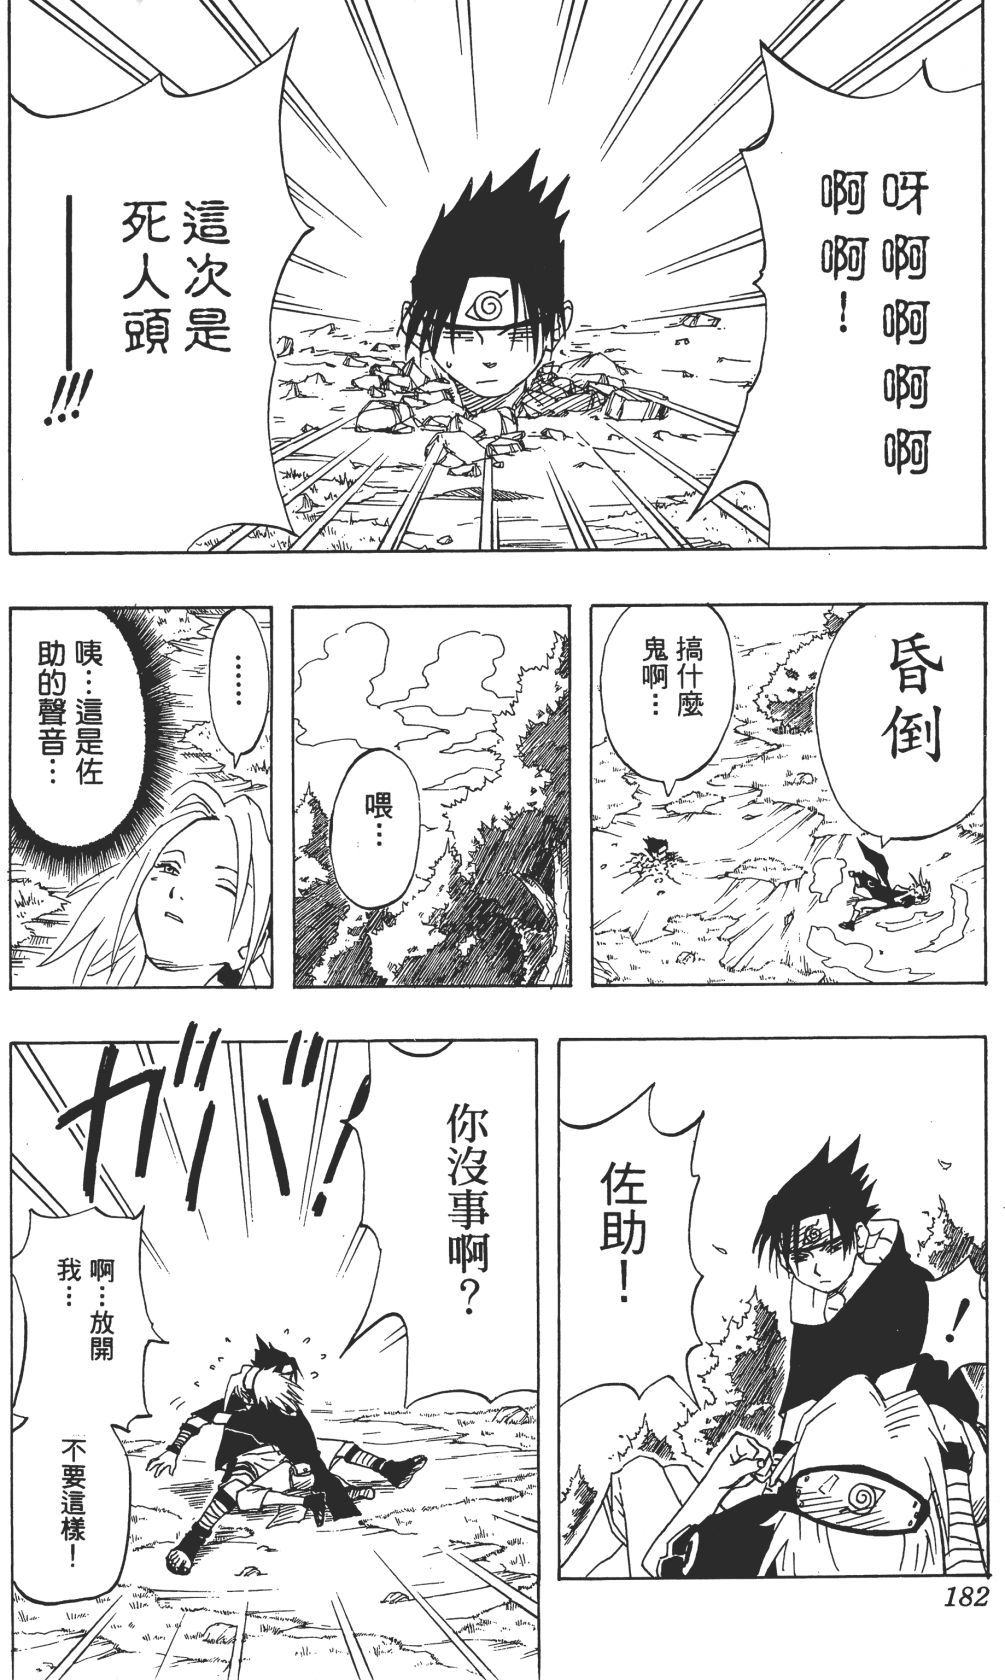 呀啊啊啊啊
啊啊！
這次是
死人頭
——!!!
昏倒
搞什麼
鬼啊…
喂…
……
咦…這是佐
助的聲音…
佐助！
！
你沒事啊？
ガバ！
啊…放開
我…
不要這樣！
182